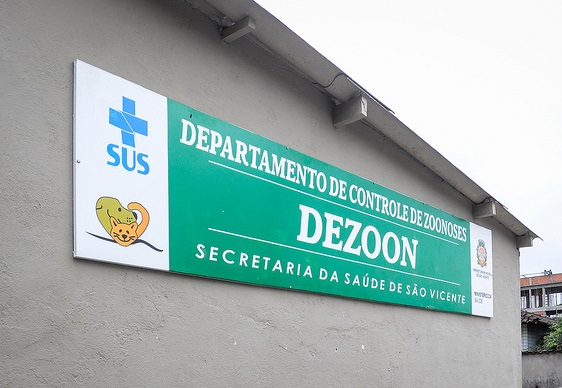 SUS
DEPARTAMENTO DE CONTROLE DE ZOONOSES
DEZOON
SECRETARIA DA SAÚDE DE SÃO VICENTE